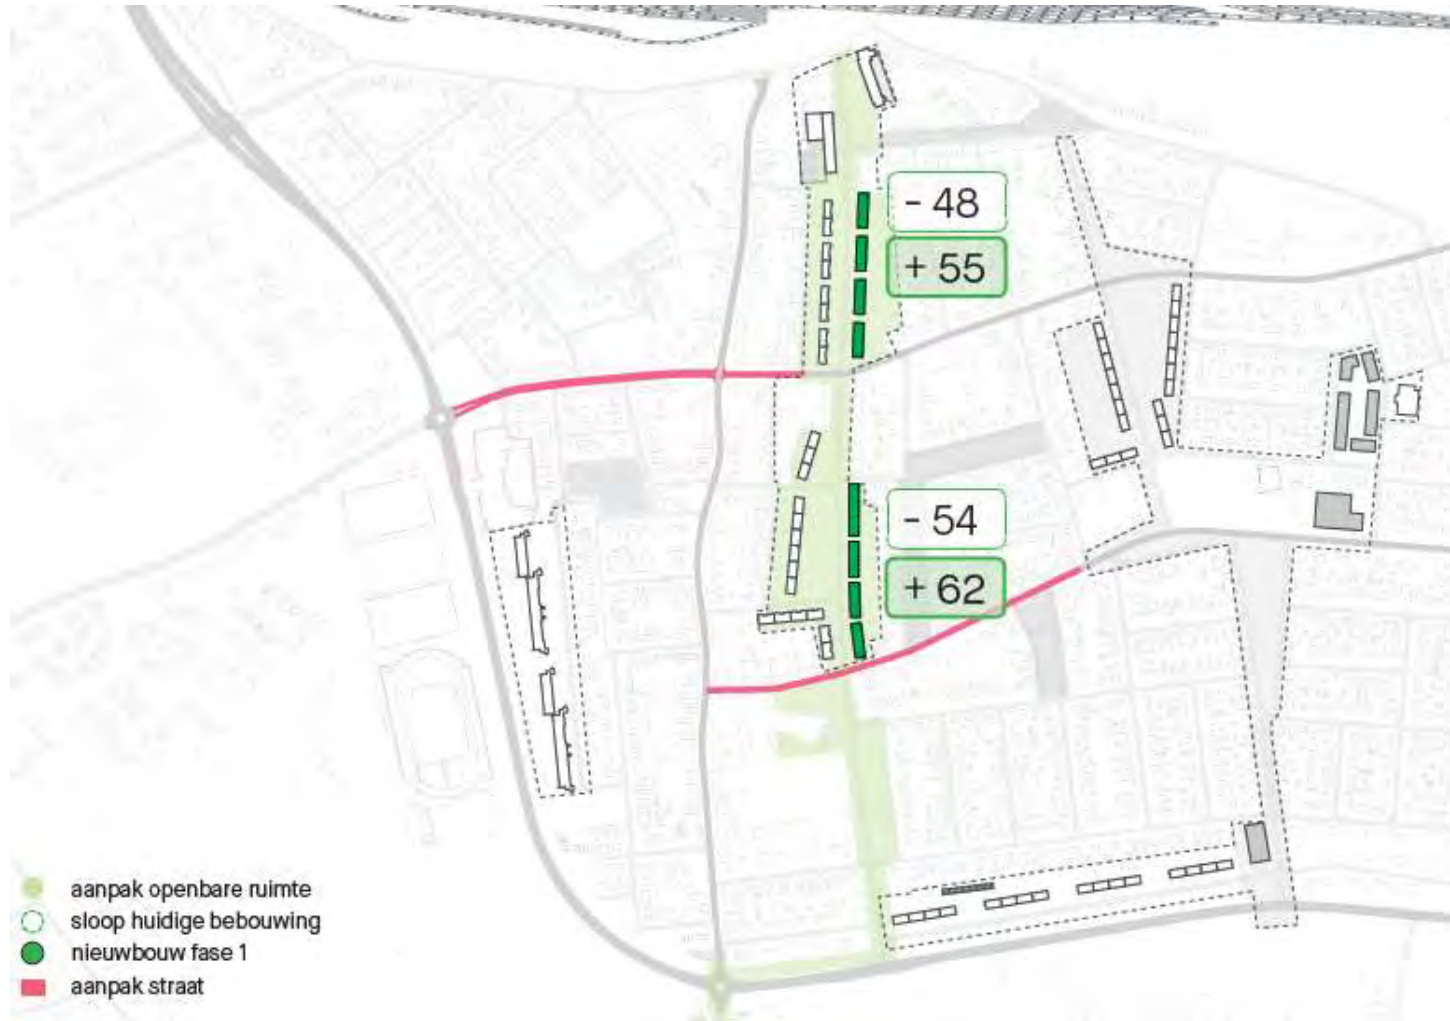 - 48
+ 55
- 54
+ 62
aanpak openbare ruimte
sloop huidige bebouwing
nieuwbouw fase 1
aanpak straat